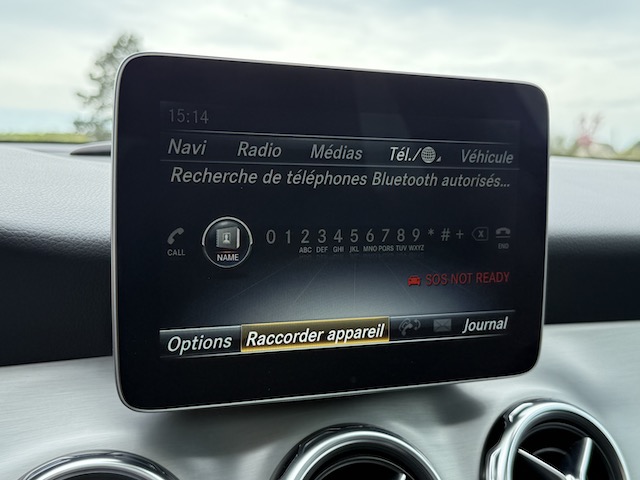 15:14
Navi Radio Médias Tél./ Véhicule
Recherche de téléphones Bluetooth autorisés...
CALL NAME 0 1 2 3 4 5 6 7 8 9 * # + END
ABC DEF GHI JKL MNO PQRS TUV WXYZ
SOS NOT READY
Options Raccorder appareil Journal